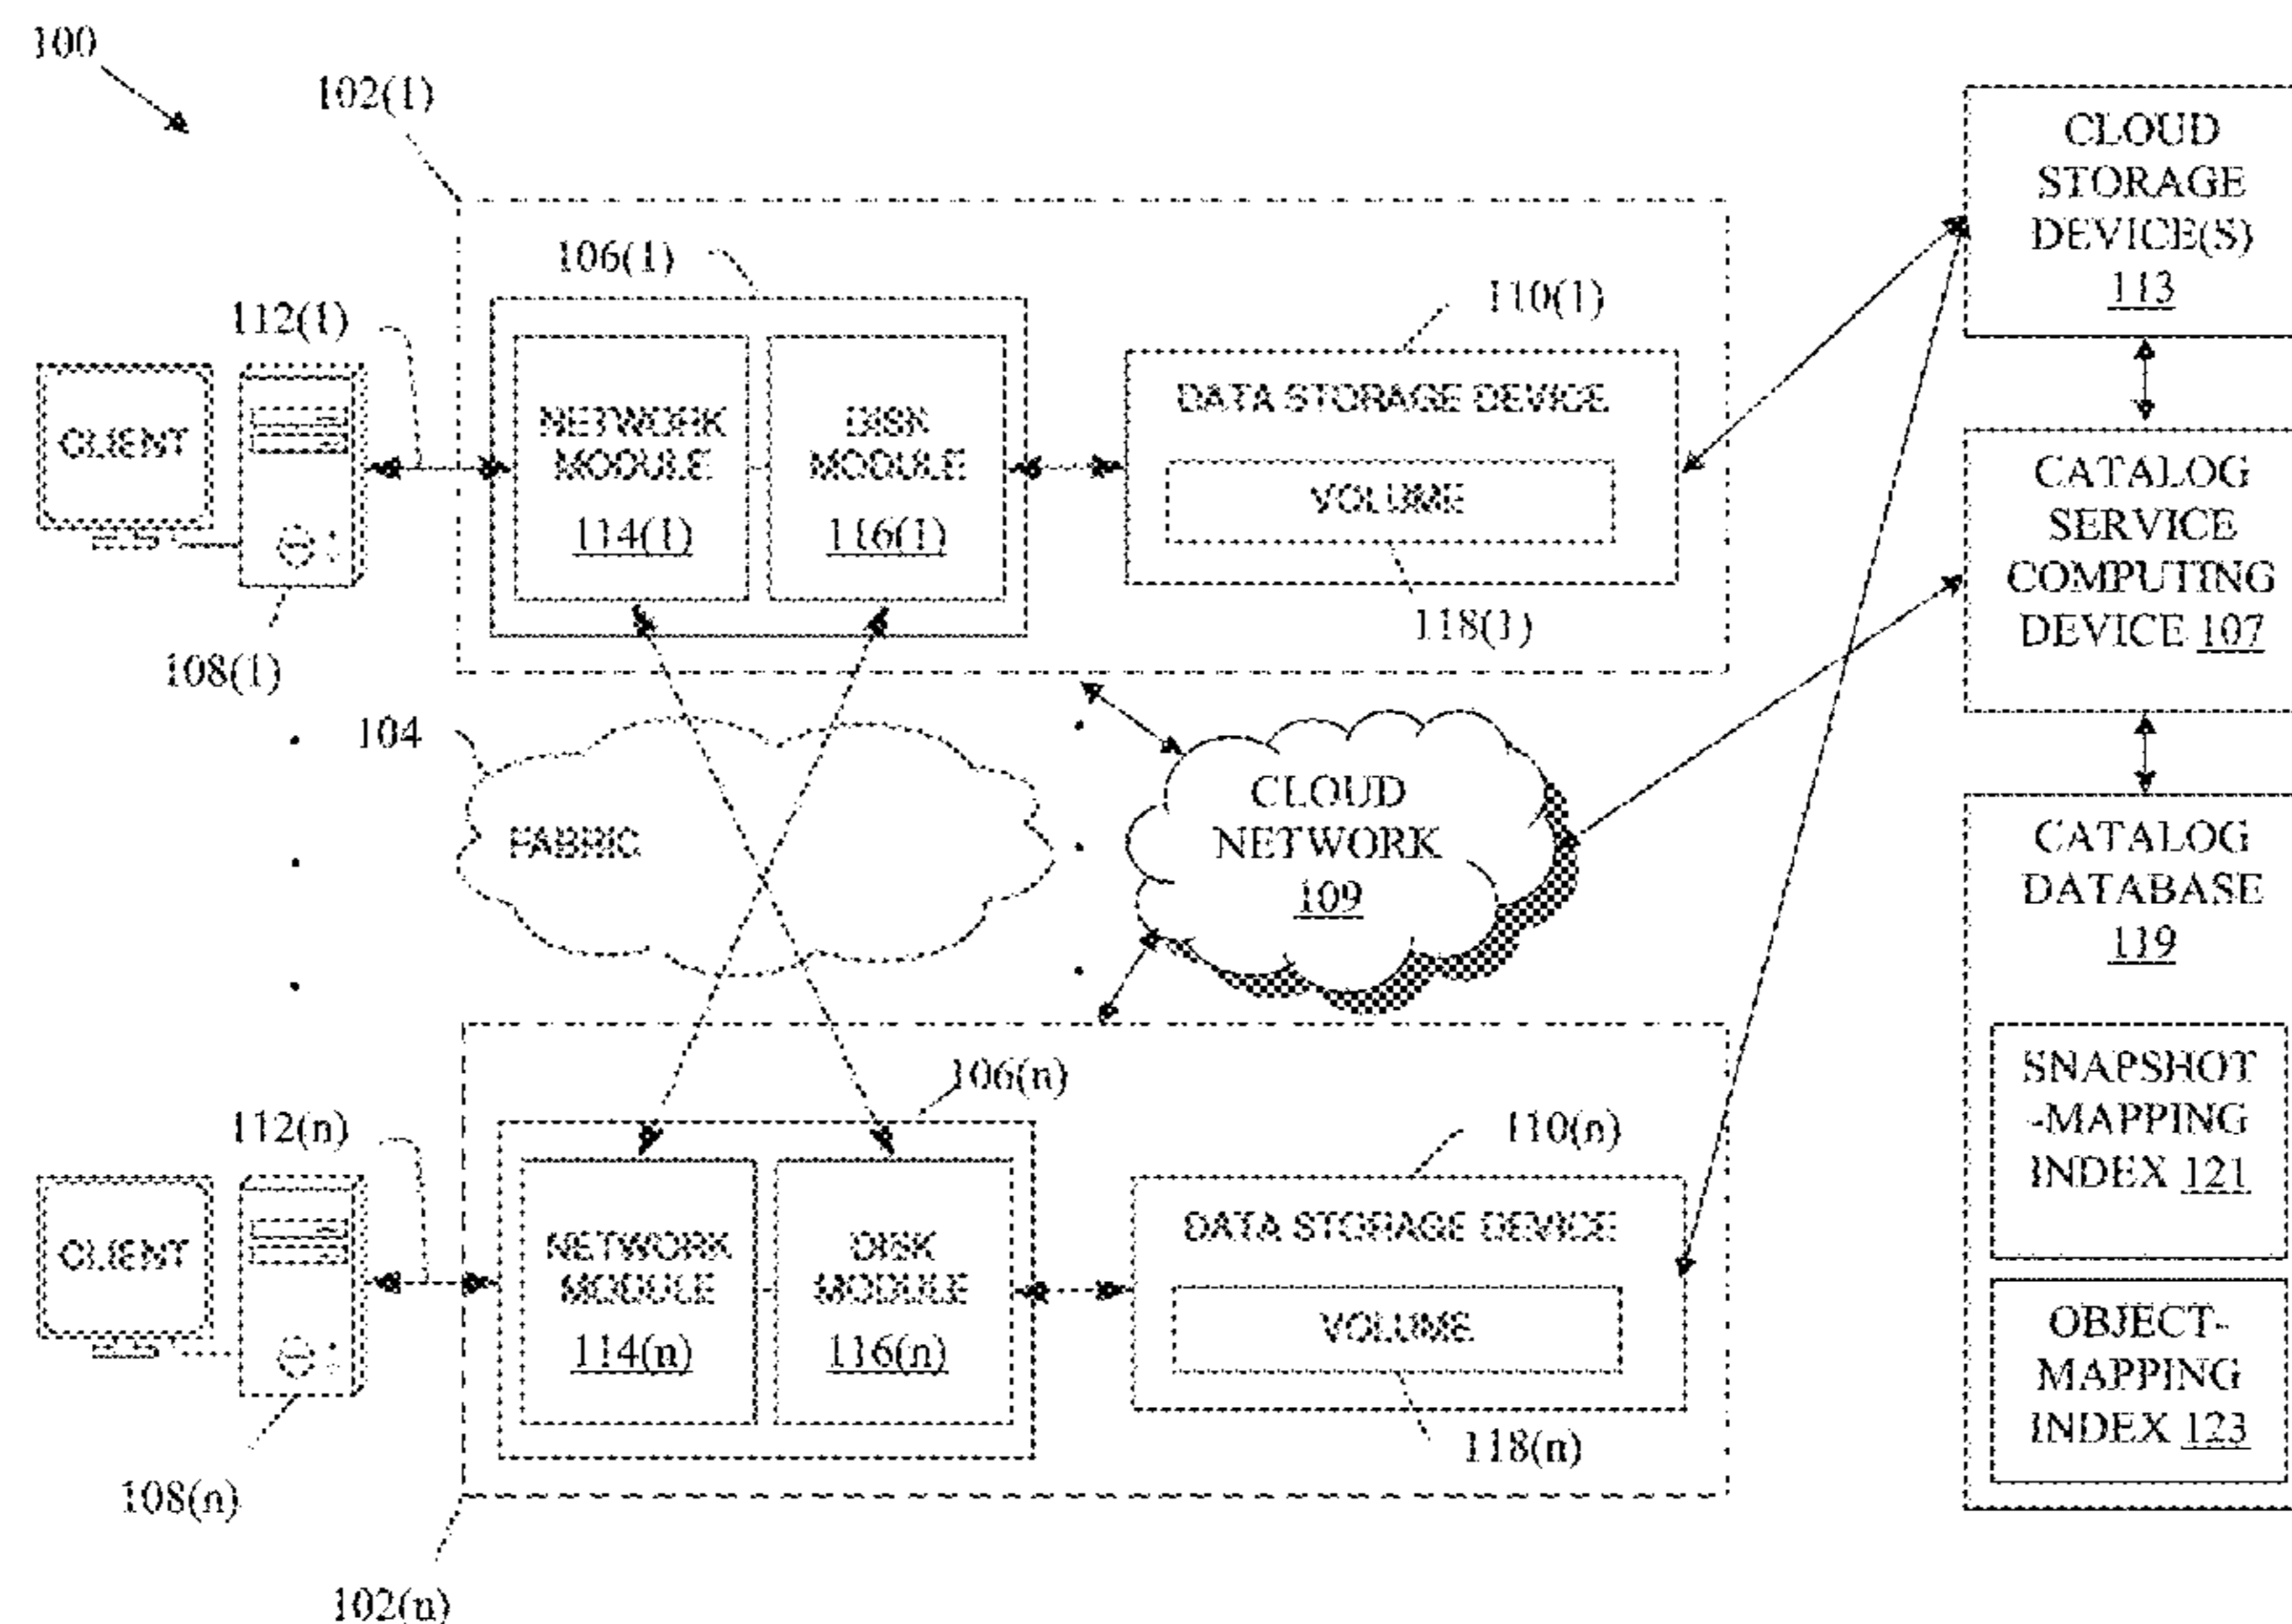 100
102(1)
106(1)
112(1)
110(1)
CLIENT
NETWORK
MODULE
114(1)
DISK
MODULE
116(1)
DATA STORAGE DEVICE
VOLUME
118(1)
108(1)
104
FABRIC
CLOUD
NETWORK
109
CLOUD
STORAGE
DEVICE(S)
113
CATALOG
SERVICE
COMPUTING
DEVICE 107
CATALOG
DATABASE
119
SNAPSHOT
-MAPPING
INDEX 121
OBJECT-
MAPPING
INDEX 123
106(n)
112(n)
110(n)
CLIENT
NETWORK
MODULE
114(n)
DISK
MODULE
116(n)
DATA STORAGE DEVICE
VOLUME
118(n)
108(n)
102(n)